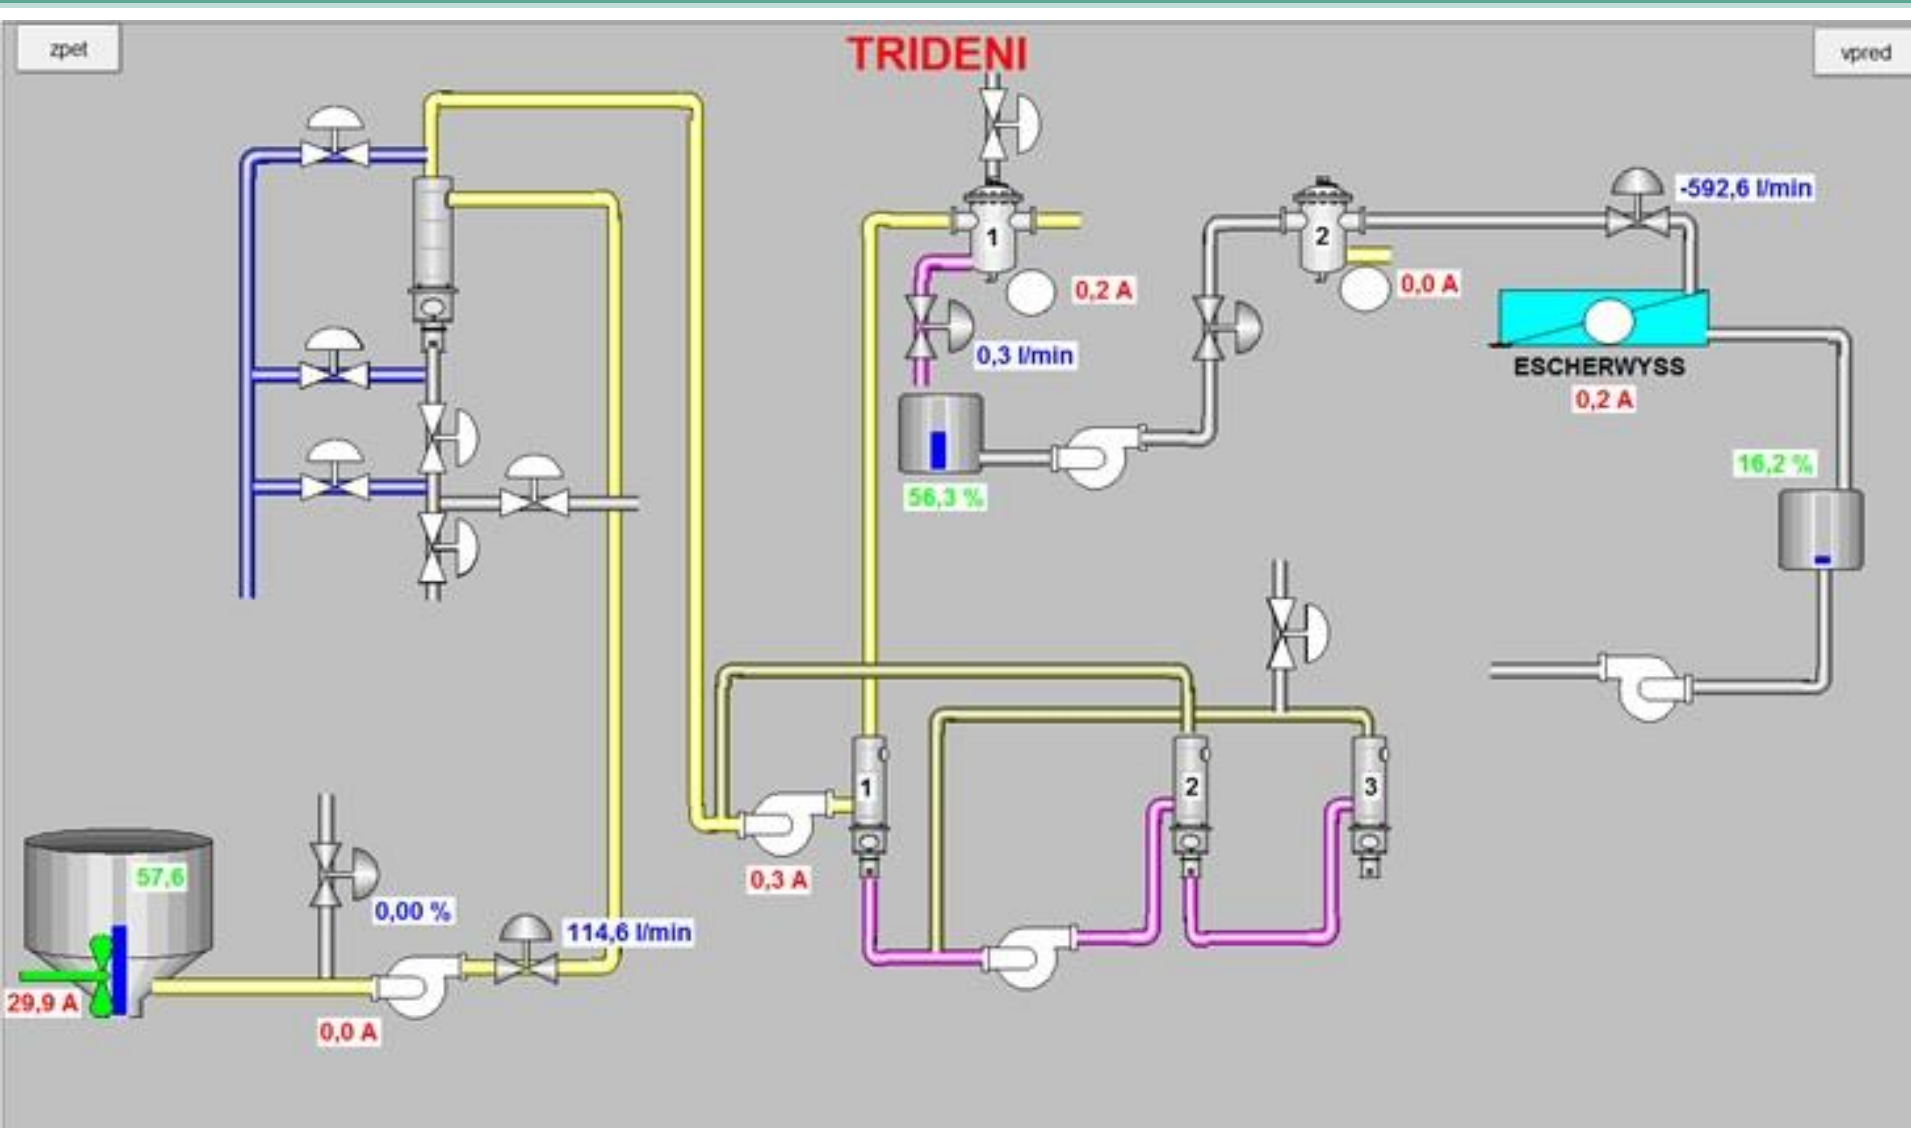 zpet
TRIDENI
vpred
-592,6 l/min
1
2
0,2 A
0,0 A
0,3 l/min
ESCHERWYSS
0,2 A
56,3 %
16,2 %
1
2
3
57,6
0,3 A
0,00 %
114,6 l/min
29,9 A
0,0 A